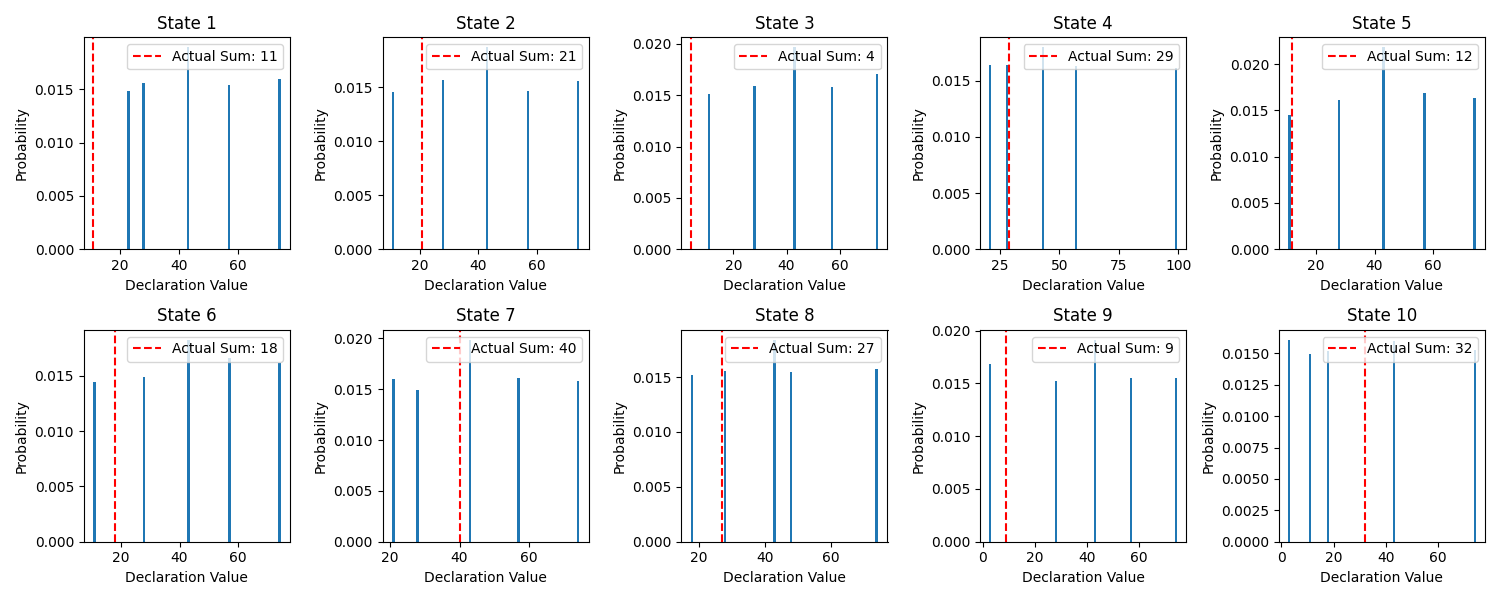 State 1
Actual Sum: 11
Probability
0.015
0.010
0.005
0.000
20
40
60
Declaration Value
State 2
Actual Sum: 21
Probability
0.015
0.010
0.005
0.000
20
40
60
Declaration Value
State 3
Actual Sum: 4
Probability
0.020
0.015
0.010
0.005
0.000
20
40
60
Declaration Value
State 4
Actual Sum: 29
Probability
0.015
0.010
0.005
0.000
25
50
75
100
Declaration Value
State 5
Actual Sum: 12
Probability
0.020
0.015
0.010
0.005
0.000
20
40
60
Declaration Value
State 6
Actual Sum: 18
Probability
0.015
0.010
0.005
0.000
20
40
60
Declaration Value
State 7
Actual Sum: 40
Probability
0.020
0.015
0.010
0.005
0.000
20
40
60
Declaration Value
State 8
Actual Sum: 27
Probability
0.015
0.010
0.005
0.000
20
40
60
Declaration Value
State 9
Actual Sum: 9
Probability
0.020
0.015
0.010
0.005
0.000
0
20
40
60
Declaration Value
State 10
Actual Sum: 32
Probability
0.0150
0.0125
0.0100
0.0075
0.0050
0.0025
0.0000
0
20
40
60
Declaration Value